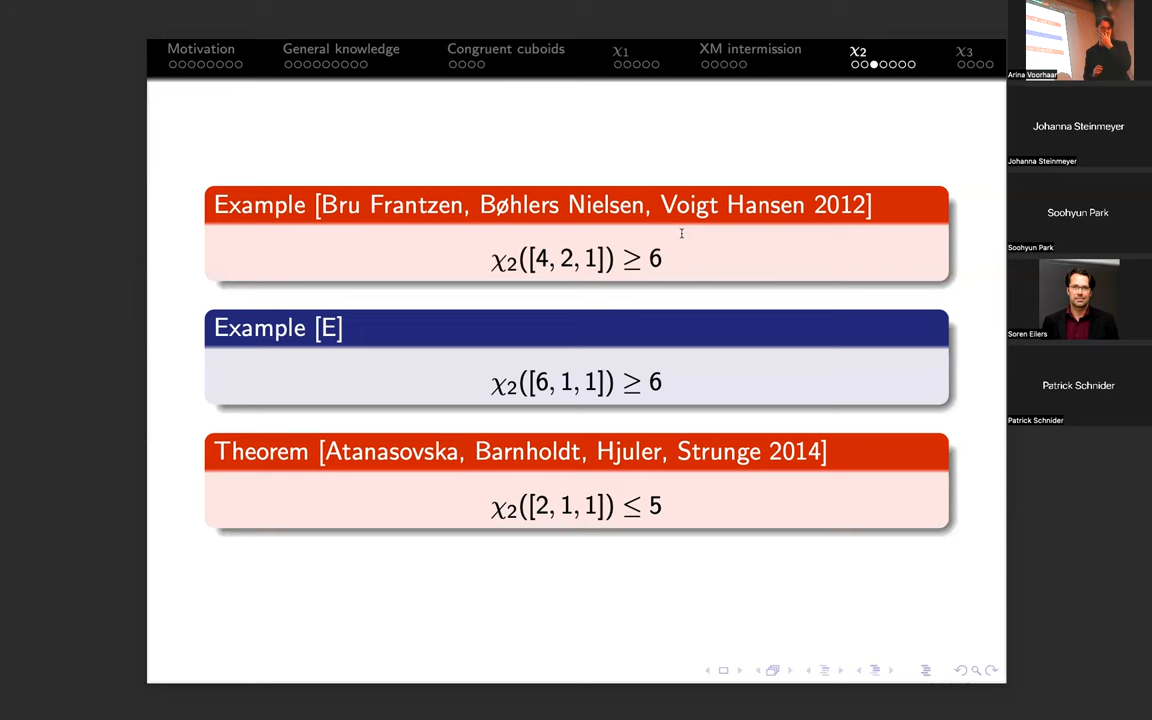 Motivation
General knowledge
Congruent cuboids
χ1
XM intermission
χ2
χ3
Example [Bru Frantzen, Bøhlers Nielsen, Voigt Hansen 2012]
χ₂([4, 2, 1]) ≥ 6
Example [E]
χ₂([6, 1, 1]) ≥ 6
Theorem [Atanasovska, Barnholdt, Hjuler, Strunge 2014]
χ₂([2, 1, 1]) ≤ 5
Arina Voorhaar
Johanna Steinmeyer
Johanna Steinmeyer
Soohyun Park
Soohyun Park
Soren Eilers
Patrick Schnider
Patrick Schnider